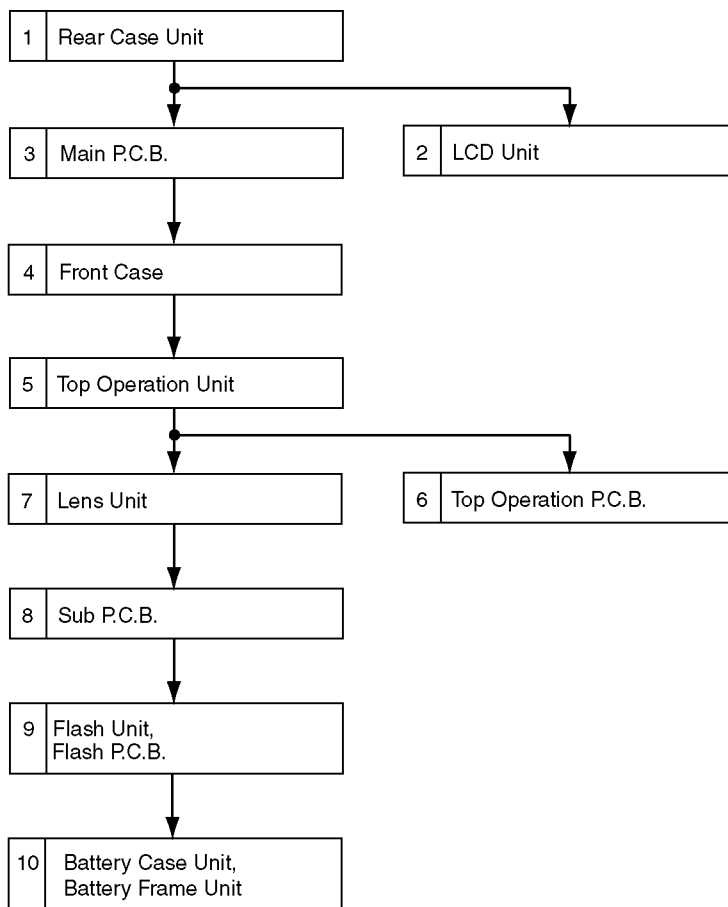 1 Rear Case Unit
3 Main P.C.B.
2 LCD Unit
4 Front Case
5 Top Operation Unit
7 Lens Unit
6 Top Operation P.C.B.
8 Sub P.C.B.
9 Flash Unit,
Flash P.C.B.
10 Battery Case Unit,
Battery Frame Unit